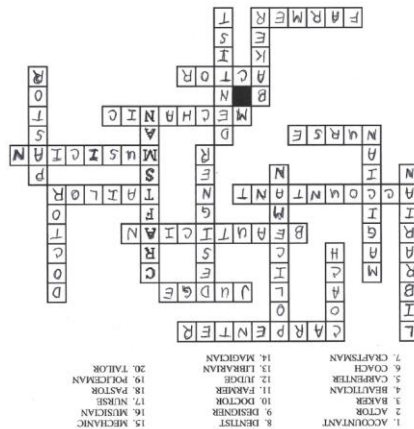 1. ACCOUNTANT
2 ACTOR
3. BAKER
4. BEAUTICIAN
5. CARPENTER
6. COACH
7. CRAFTSMAN
8. DENTIST
9. DESIGNER
10. DOCTOR
11. FARMER
12. JUDGE
13. LIBRARIAN
14. MAGICIAN
15. MECHANIC
16. MUSICIAN
17. NURSE
18. PASTOR
19. POLICEMAN
20. TAILOR
CARPENTER
LIBRARIAN
POLICEMAN
COACH
JUDGE
MAGICIAN
DESIGNER
CRAFTSMAN
DOCTOR
BEAUTICIAN
TAILOR
ACCOUNTANT
PASTOR
MUSICIAN
NURSE
DENTIST
MECHANIC
BAKER
ACTOR
FARMER